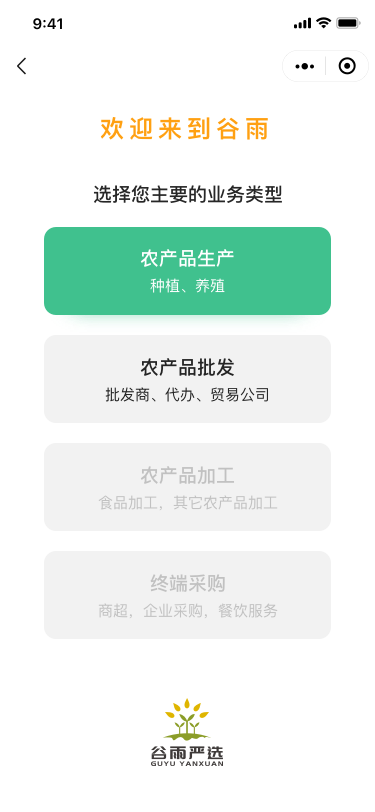 9:41
欢迎来到谷雨
选择您主要的业务类型
农产品生产
种植、养殖
农产品批发
批发商、代办、贸易公司
农产品加工
食品加工，其它农产品加工
终端采购
商超，企业采购，餐饮服务
谷雨严选
GUYU YANXUAN